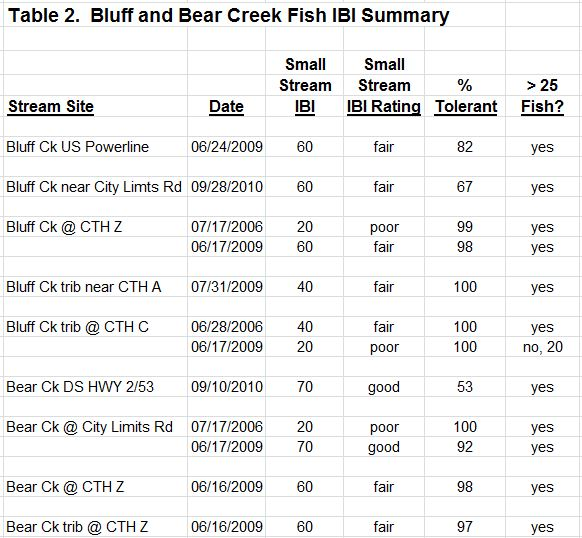 Table 2. Bluff and Bear Creek Fish IBI Summary
Small Small
Stream Stream % > 25
Stream Site Date IBI IBI Rating Tolerant Fish?
Bluff Ck US Powerline 06/24/2009 60 fair 82 yes
Bluff Ck near City Limts Rd 09/28/2010 60 fair 67 yes
Bluff Ck @ CTH Z 07/17/2006 20 poor 99 yes
06/17/2009 60 fair 98 yes
Bluff Ck trib near CTH A 07/31/2009 40 fair 100 yes
Bluff Ck trib @ CTH C 06/28/2006 40 fair 100 yes
06/17/2009 20 poor 100 no, 20
Bear Ck DS HWY 2/53 09/10/2010 70 good 53 yes
Bear Ck @ City Limits Rd 07/17/2006 20 poor 100 yes
06/17/2009 70 good 92 yes
Bear Ck @ CTH Z 06/16/2009 60 fair 98 yes
Bear Ck trib @ CTH Z 06/16/2009 60 fair 97 yes